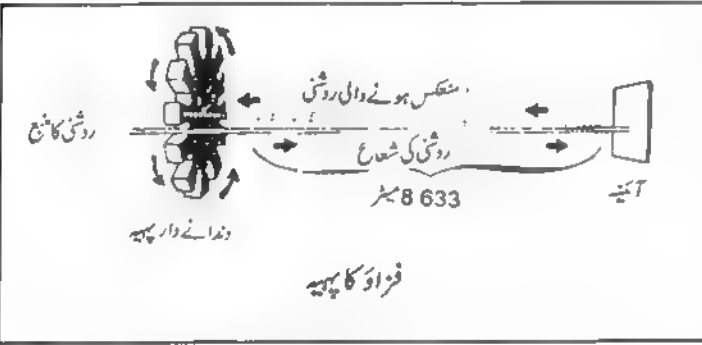 منعکس ہونے والی روشنی
روشنی کا منبع
روشنی کی شعاع
8 633 میٹر
آئینہ
دندانے دار پہیہ
فزاؤ کا پہیہ